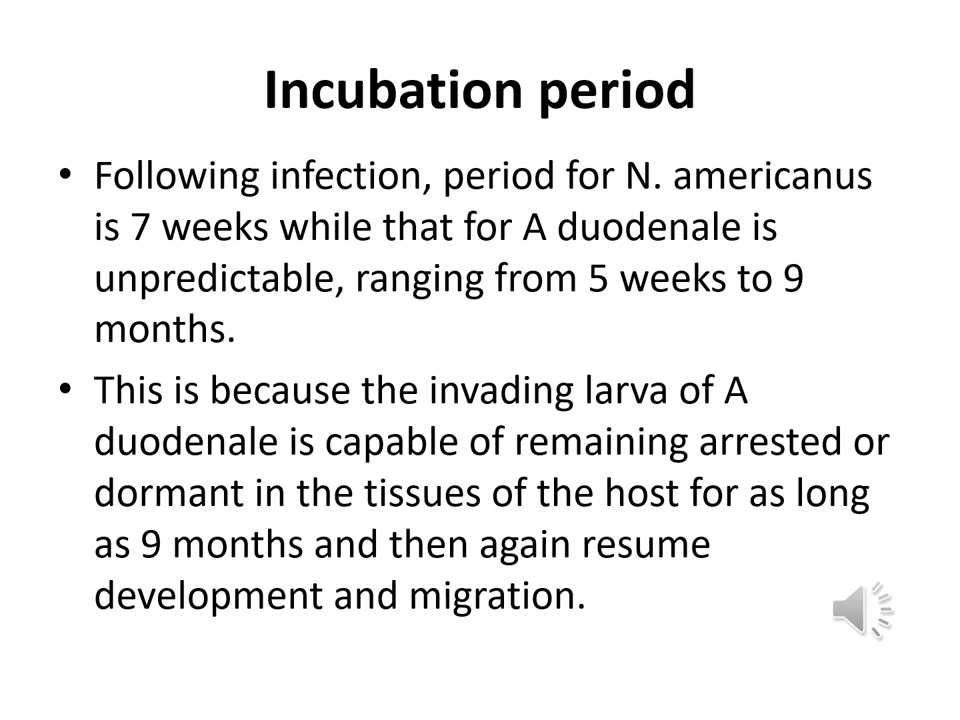 Incubation period
• Following infection, period for N. americanus
is 7 weeks while that for A duodenale is
unpredictable, ranging from 5 weeks to 9
months.
• This is because the invading larva of A
duodenale is capable of remaining arrested or
dormant in the tissues of the host for as long
as 9 months and then again resume
development and migration.